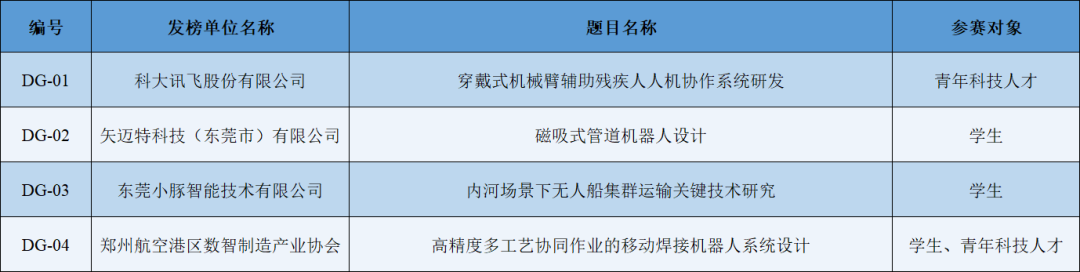 编号 发榜单位名称 题目名称 参赛对象
DG-01 科大讯飞股份有限公司 穿戴式机械臂辅助残疾人人机协作系统研发 青年科技人才
DG-02 矢迈特科技（东莞市）有限公司 磁吸式管道机器人设计 学生
DG-03 东莞小豚智能技术有限公司 内河场景下无人船集群运输关键技术研究 学生
DG-04 郑州航空港区数智制造产业协会 高精度多工艺协同作业的移动焊接机器人系统设计 学生、青年科技人才